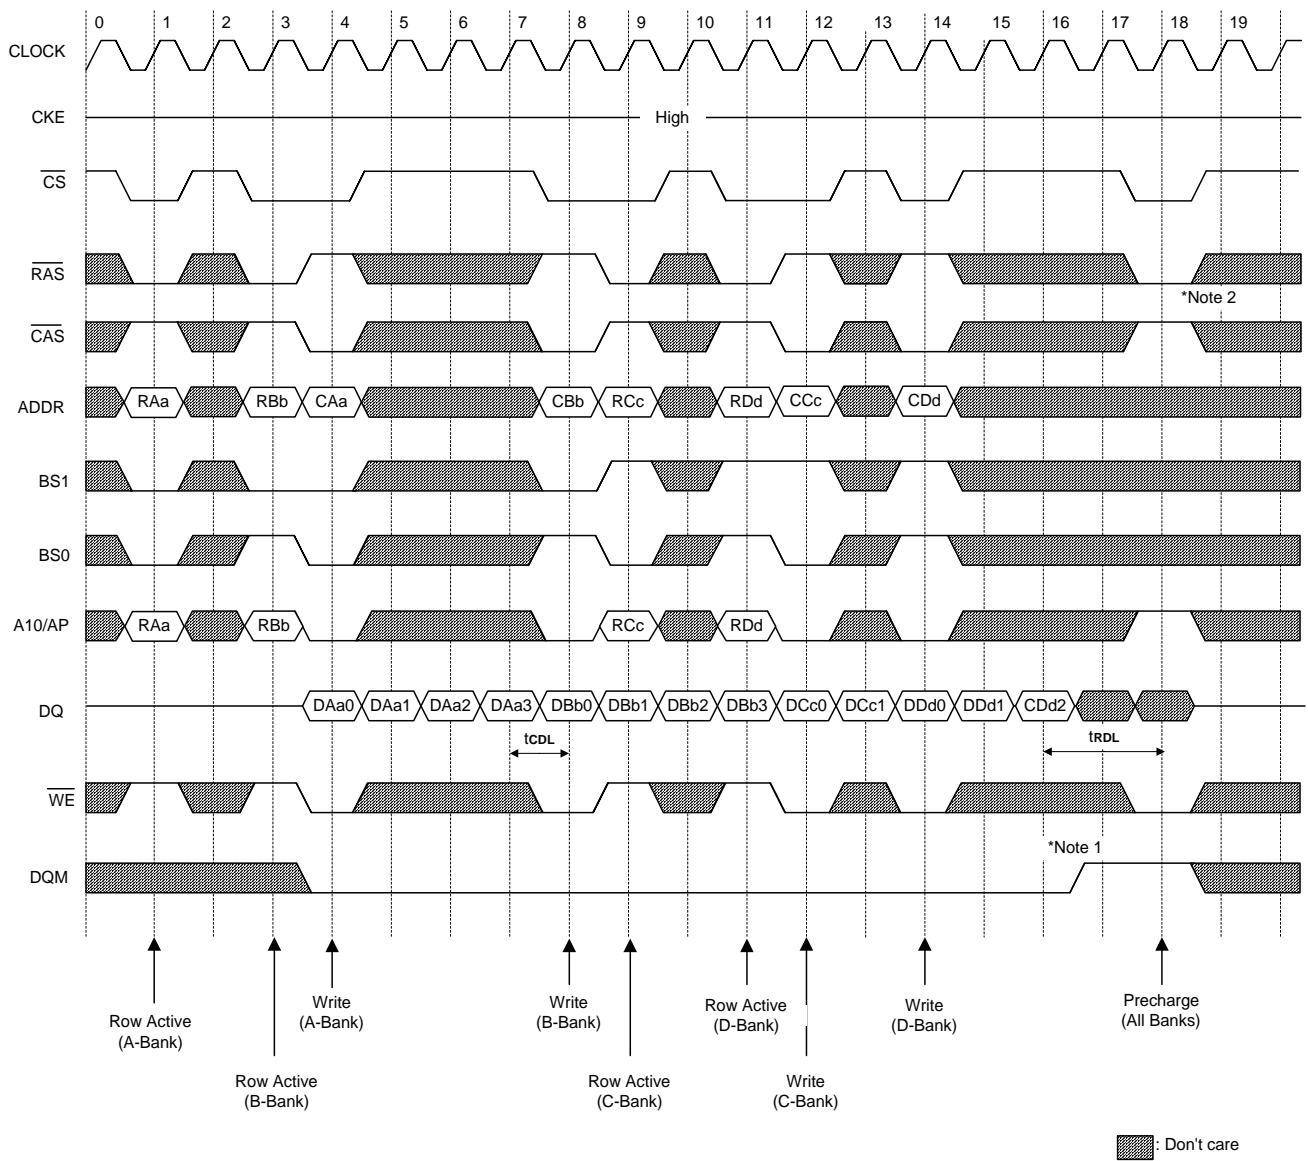 0 1 2 3 4 5 6 7 8 9 10 11 12 13 14 15 16 17 18 19
CLOCK
CKE High
CS
RAS
*Note 2
CAS
ADDR RAa RBb CAa CBb RCc RDd CCc CDd
BS1
BS0
A10/AP RAa RBb RCc RDd
DQ DAa0 DAa1 DAa2 DAa3 DBb0 DBb1 DBb2 DBb3 DCc0 DCc1 DDd0 DDd1 CDd2
tCDL tRDL
WE
*Note 1
DQM
Row Active
(A-Bank)
Row Active
(B-Bank)
Write
(A-Bank)
Write
(B-Bank)
Row Active
(C-Bank)
Row Active
(D-Bank)
Write
(C-Bank)
Write
(D-Bank)
Precharge
(All Banks)
: Don't care